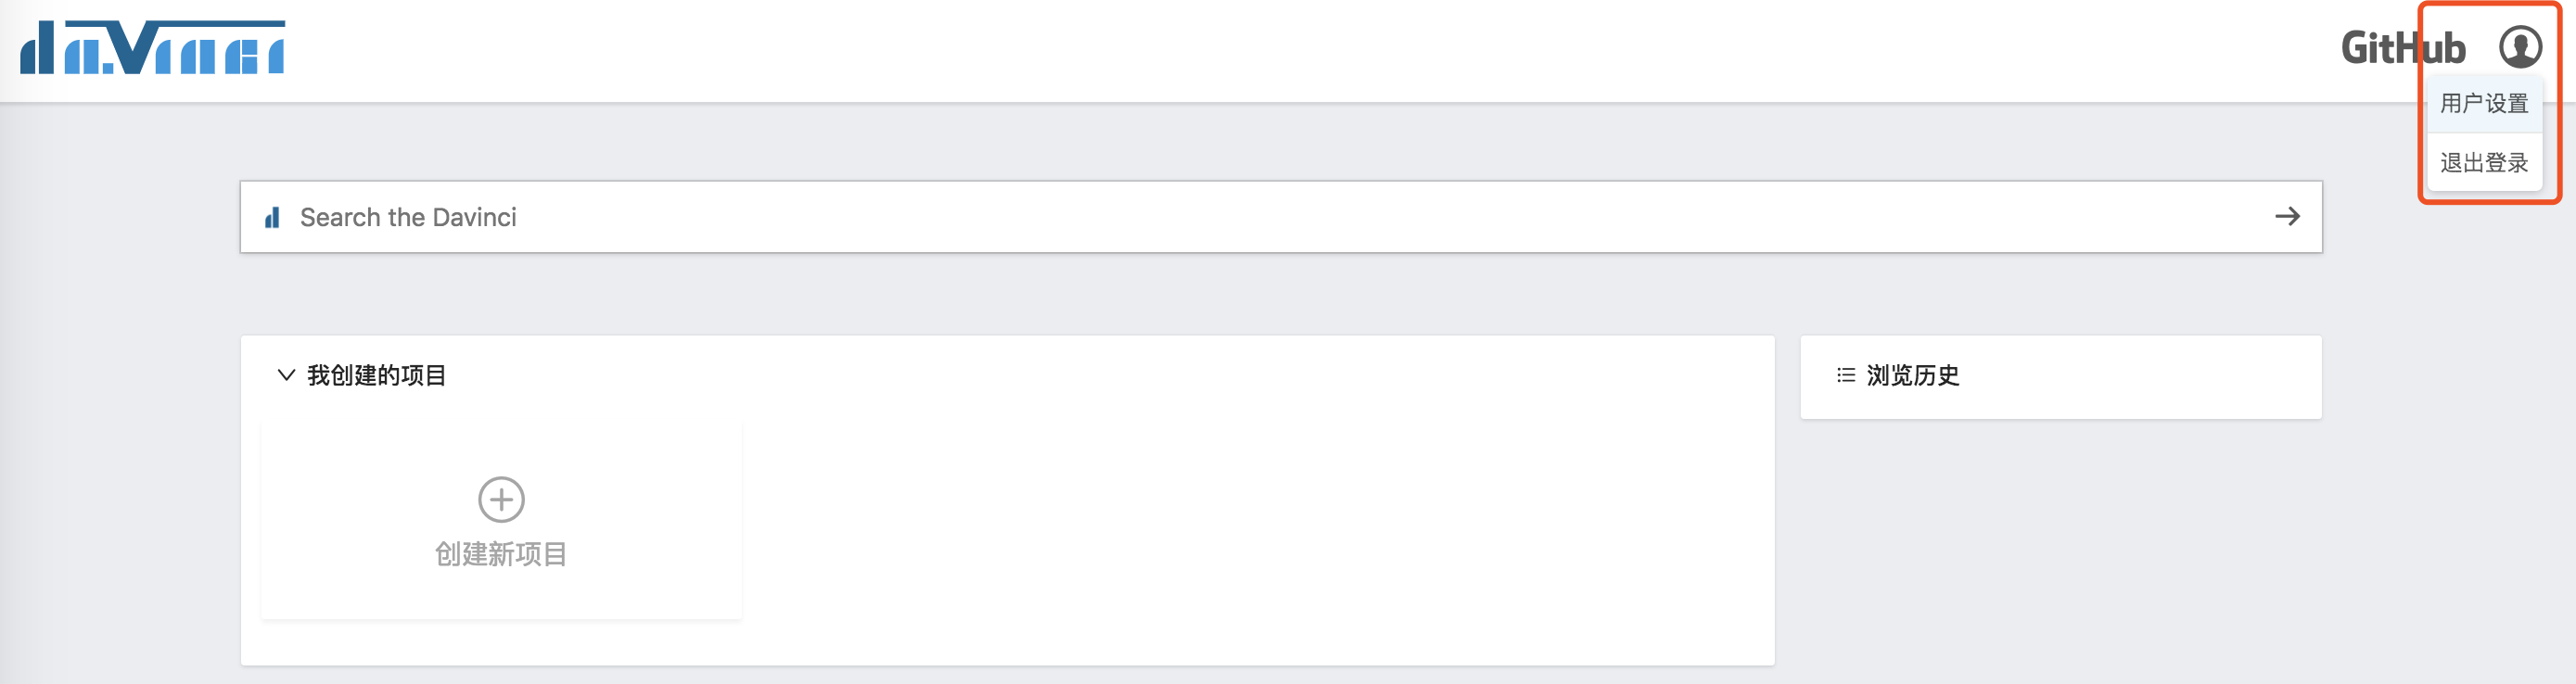 da.Vinci
GitHub
用户设置
退出登录
Search the Davinci
我创建的项目
浏览历史
创建新项目